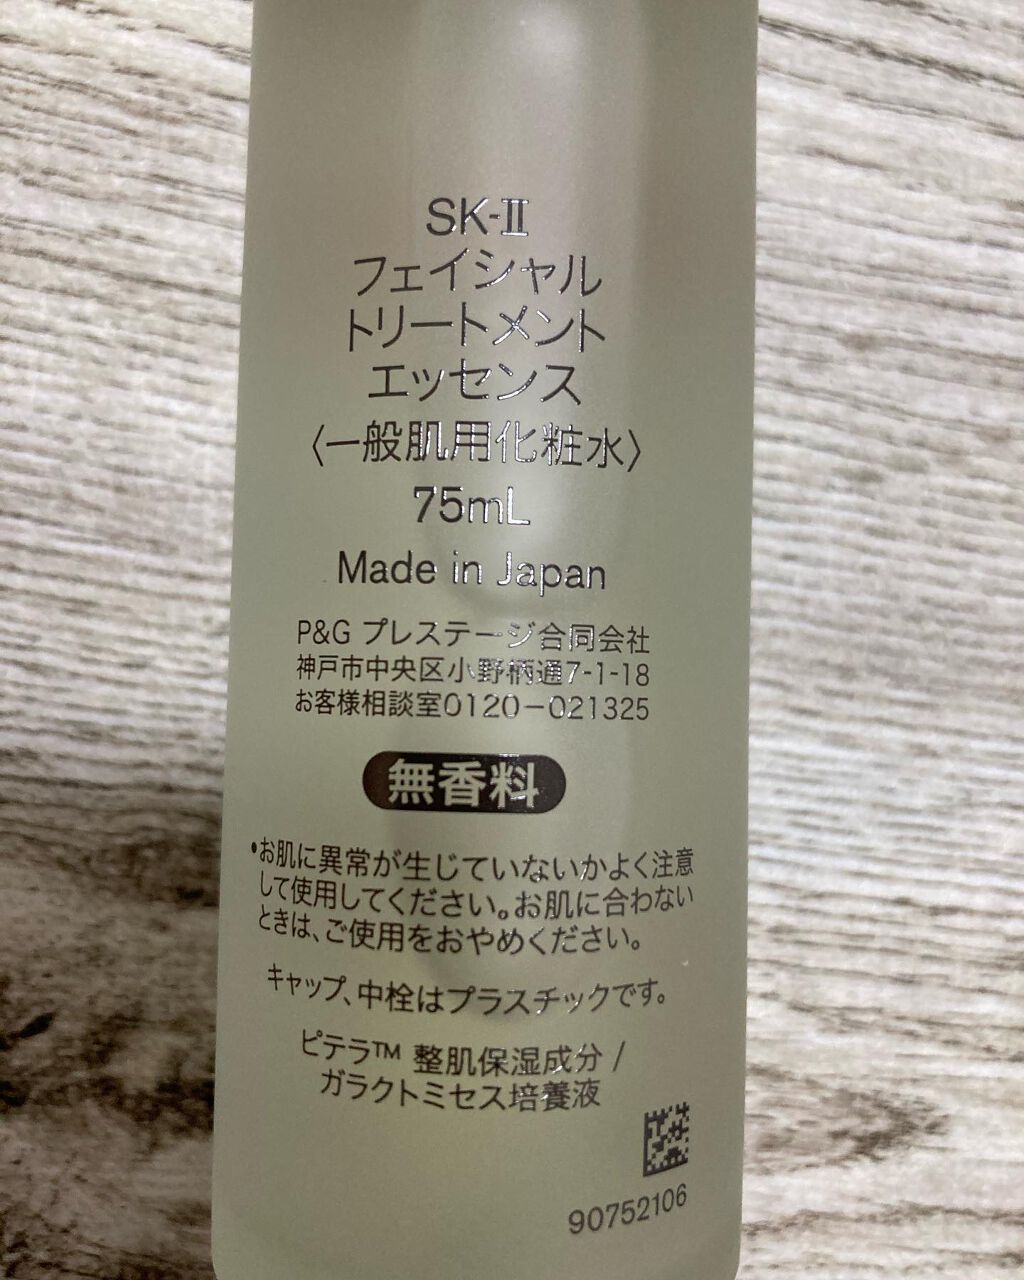 SK-II
フェイシャル
トリートメント
エッセンス
〈一般肌用化粧水〉
75mL
Made in Japan
P&G プレステージ合同会社
神戸市中央区小野柄通7-1-18
お客様相談室0120-021325
無香料
•お肌に異常が生じていないかよく注意
して使用してください。お肌に合わない
ときは、ご使用をおやめください。
キャップ、中栓はプラスチックです。
ピテラ™ 整肌保湿成分 /
ガラクトミセス培養液
90752106